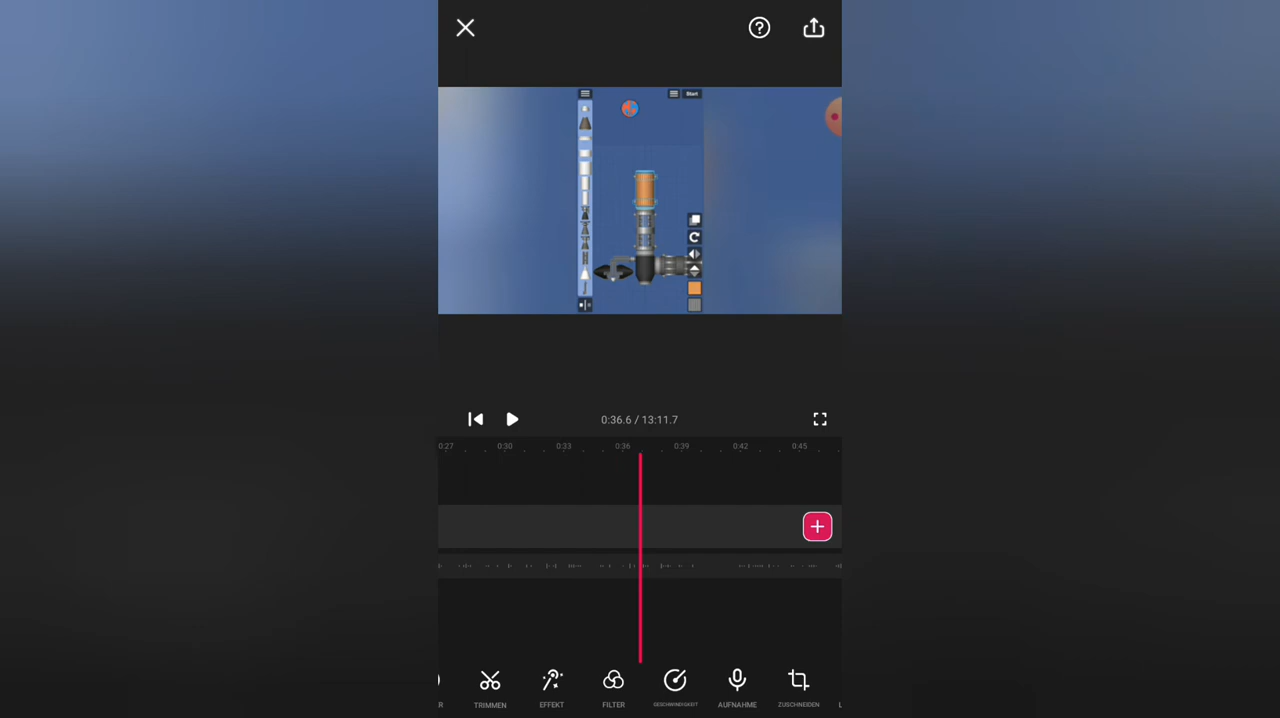 Start
0:36.6 / 13:11.7
0:27 0:30 0:33 0:36 0:39 0:42 0:45
R TRIMMEN EFFEKT FILTER GESCHWINDIGKEIT AUFNAHME ZUSCHNEIDEN L